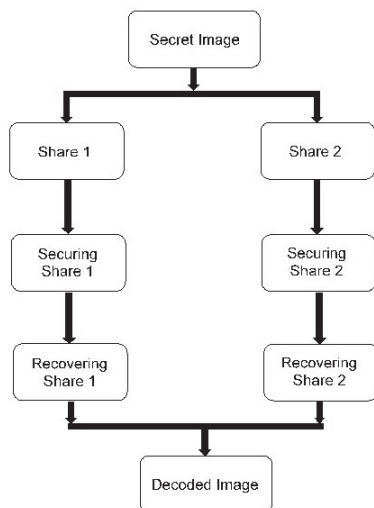 Secret Image
Share 1
Share 2
Securing
Share 1
Securing
Share 2
Recovering
Share 1
Recovering
Share 2
Decoded Image